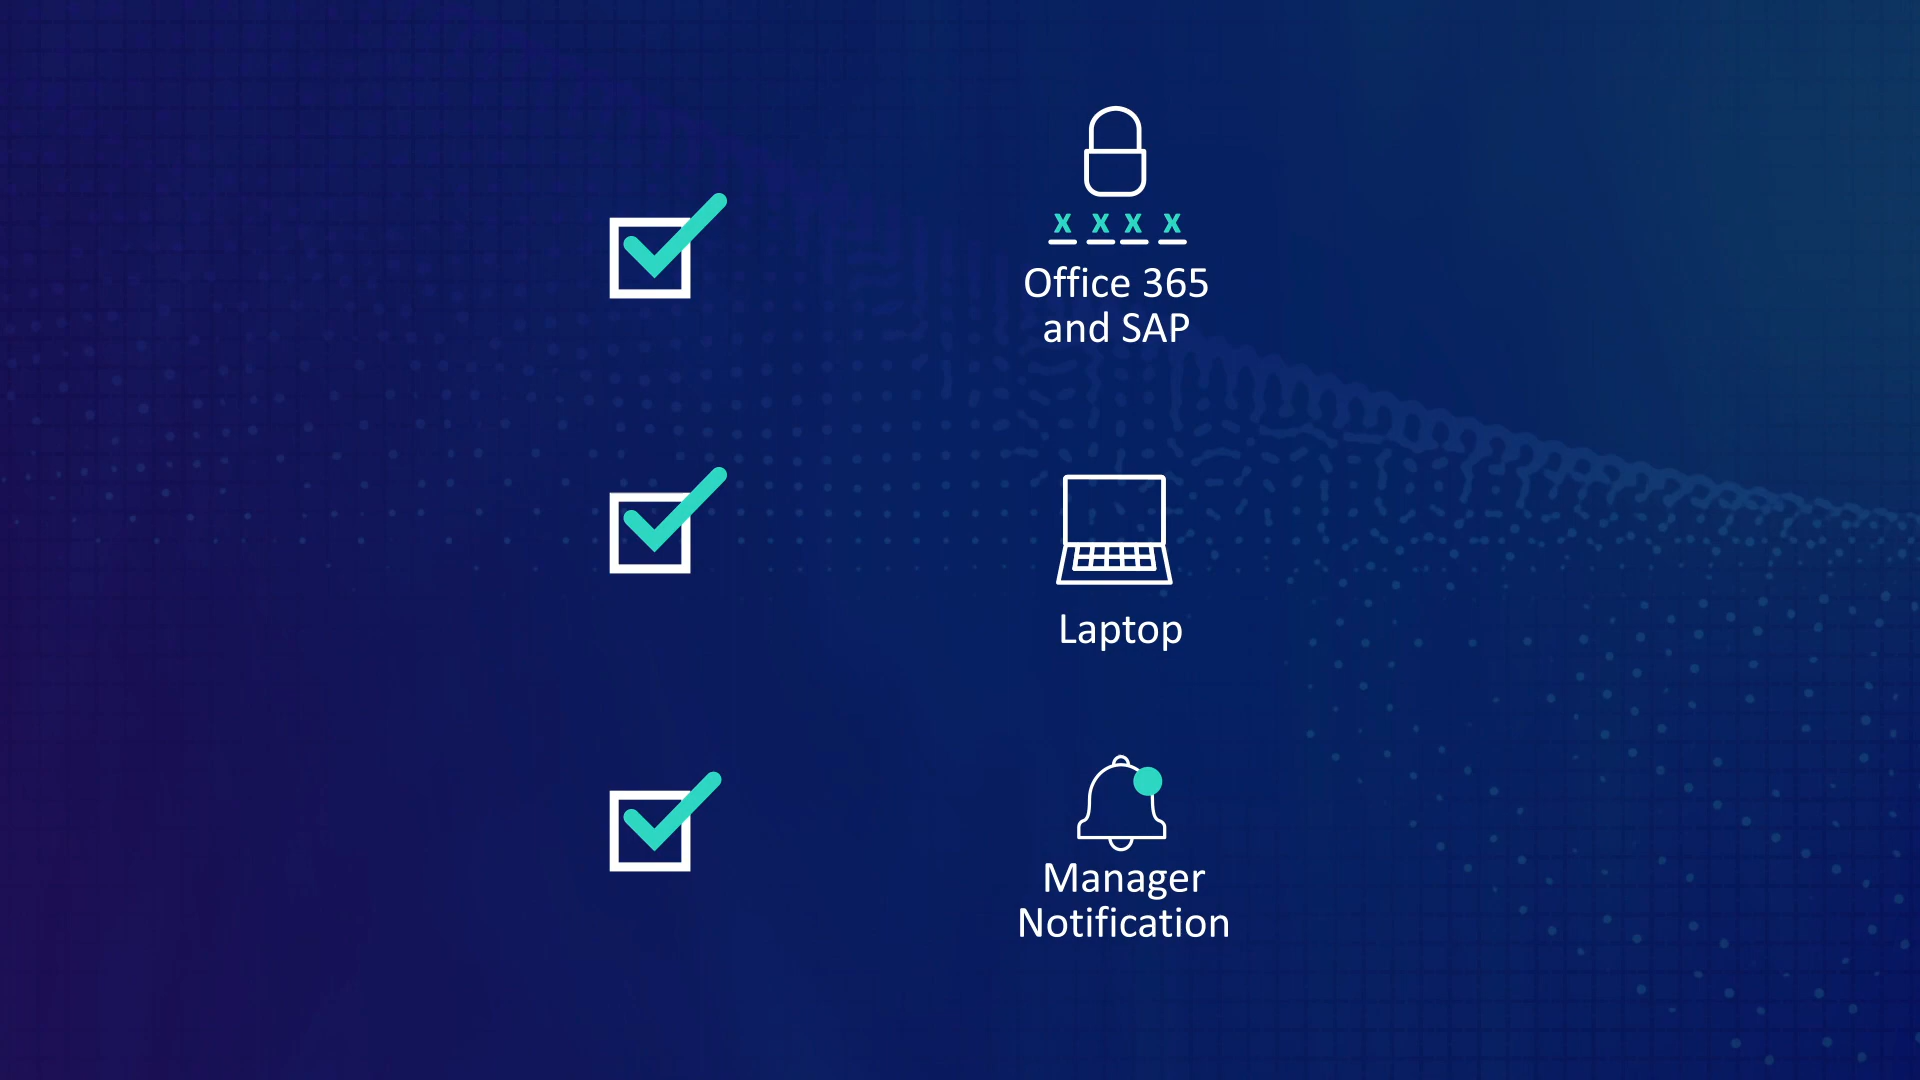 x x x x
Office 365
and SAP
Laptop
Manager
Notification